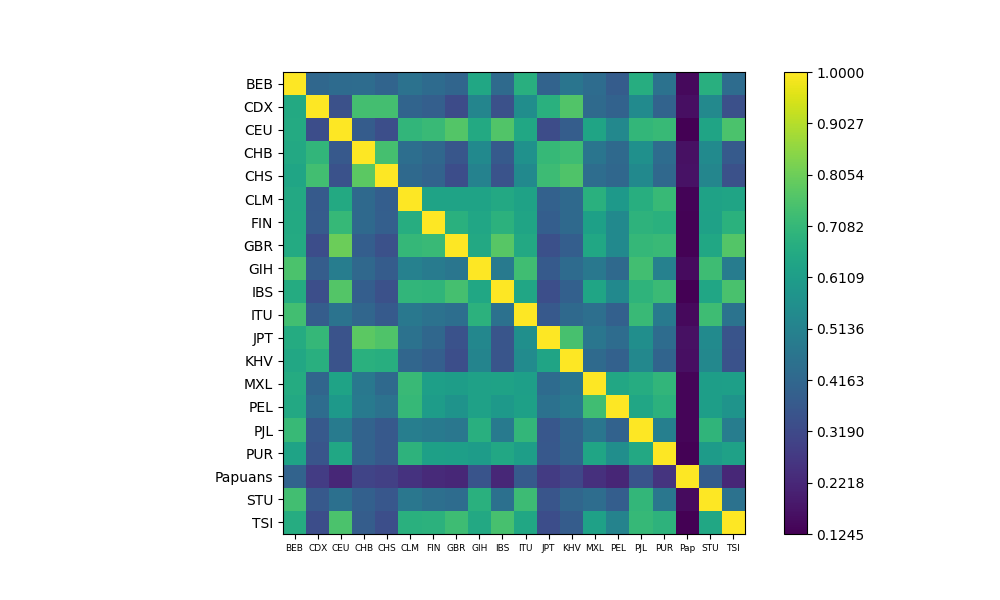 BEB
CDX
CEU
CHB
CHS
CLM
FIN
GBR
GIH
IBS
ITU
JPT
KHV
MXL
PEL
PJL
PUR
Papuans
STU
TSI
BEB CDX CEU CHB CHS CLM FIN GBR GIH IBS ITU JPT KHV MXL PEL PJL PUR Pap STU TSI
1.0000
0.9027
0.8054
0.7082
0.6109
0.5136
0.4163
0.3190
0.2218
0.1245